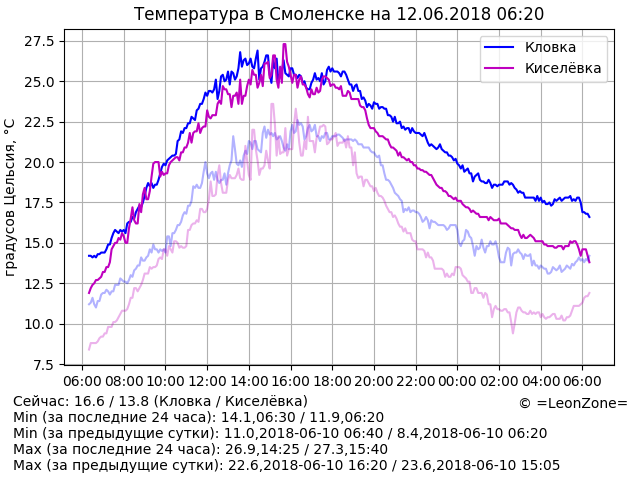 Температура в Смоленске на 12.06.2018 06:20
градусов Цельсия, °C
27.5
25.0
22.5
20.0
17.5
15.0
12.5
10.0
7.5
Кловка
Киселёвка
06:00 08:00 10:00 12:00 14:00 16:00 18:00 20:00 22:00 00:00 02:00 04:00 06:00
Сейчас: 16.6 / 13.8 (Кловка / Киселёвка)
© =LeonZone=
Min (за последние 24 часа): 14.1,06:30 / 11.9,06:20
Min (за предыдущие сутки): 11.0,2018-06-10 06:40 / 8.4,2018-06-10 06:20
Max (за последние 24 часа): 26.9,14:25 / 27.3,15:40
Max (за предыдущие сутки): 22.6,2018-06-10 16:20 / 23.6,2018-06-10 15:05